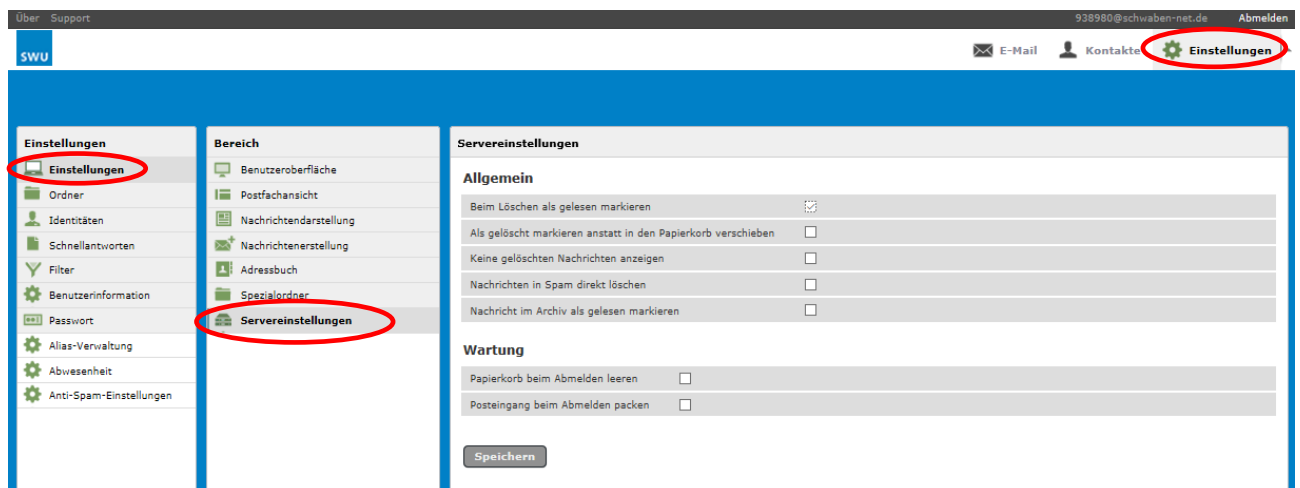 Über Support 938980@schwaben-net.de Abmelden
SWU
E-Mail Kontakte Einstellungen
Einstellungen
Einstellungen
Ordner
Identitäten
Schnellantworten
Filter
Benutzerinformation
Passwort
Alias-Verwaltung
Abwesenheit
Anti-Spam-Einstellungen
Bereich
Benutzeroberfläche
Postfachansicht
Nachrichtendarstellung
Nachrichtenerstellung
Adressbuch
Spezialordner
Servereinstellungen
Servereinstellungen
Allgemein
Beim Löschen als gelesen markieren
Als gelöscht markieren anstatt in den Papierkorb verschieben
Keine gelöschten Nachrichten anzeigen
Nachrichten in Spam direkt löschen
Nachricht im Archiv als gelesen markieren
Wartung
Papierkorb beim Abmelden leeren
Posteingang beim Abmelden packen
Speichern